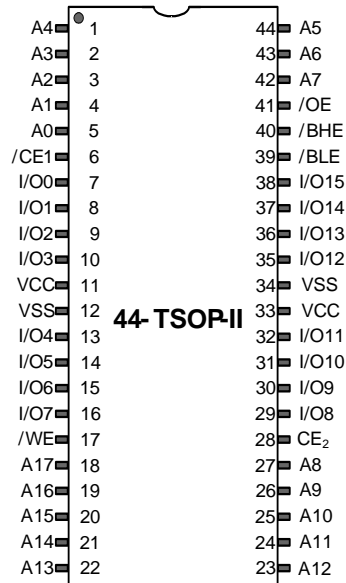 A4 1 44 A5
A3 2 43 A6
A2 3 42 A7
A1 4 41 /OE
A0 5 40 /BHE
/CE1 6 39 /BLE
I/O0 7 38 I/O15
I/O1 8 37 I/O14
I/O2 9 36 I/O13
I/O3 10 35 I/O12
VCC 11 34 VSS
VSS 12 33 VCC
44-TSOP-II
I/O4 13 32 I/O11
I/O5 14 31 I/O10
I/O6 15 30 I/O9
I/O7 16 29 I/O8
/WE 17 28 CE₂
A17 18 27 A8
A16 19 26 A9
A15 20 25 A10
A14 21 24 A11
A13 22 23 A12